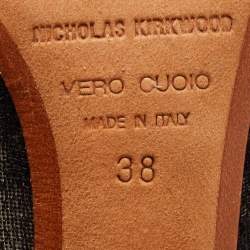 NICHOLAS KIRKWOOD
VERO CUOIO
MADE IN ITALY
38